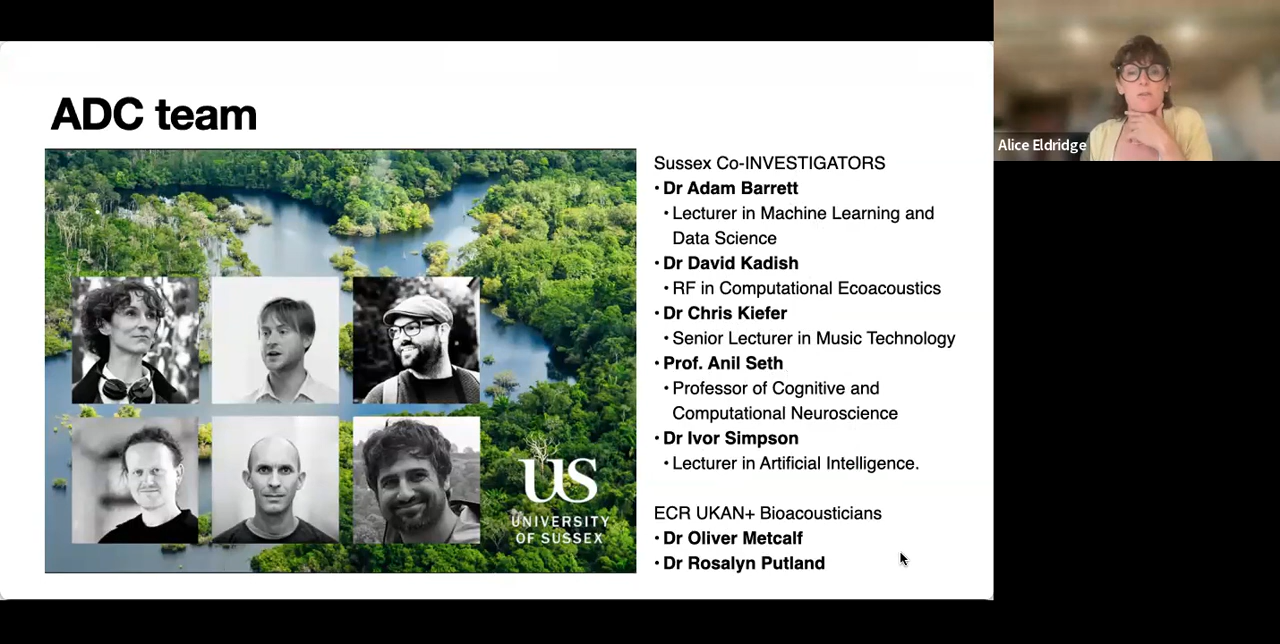 ADC team
Sussex Co-INVESTIGATORS
• Dr Adam Barrett
• Lecturer in Machine Learning and
Data Science
• Dr David Kadish
• RF in Computational Ecoacoustics
• Dr Chris Kiefer
• Senior Lecturer in Music Technology
• Prof. Anil Seth
• Professor of Cognitive and
Computational Neuroscience
• Dr Ivor Simpson
• Lecturer in Artificial Intelligence.
ECR UKAN+ Bioacousticians
• Dr Oliver Metcalf
• Dr Rosalyn Putland
US
UNIVERSITY
OF SUSSEX
Alice Eldridge